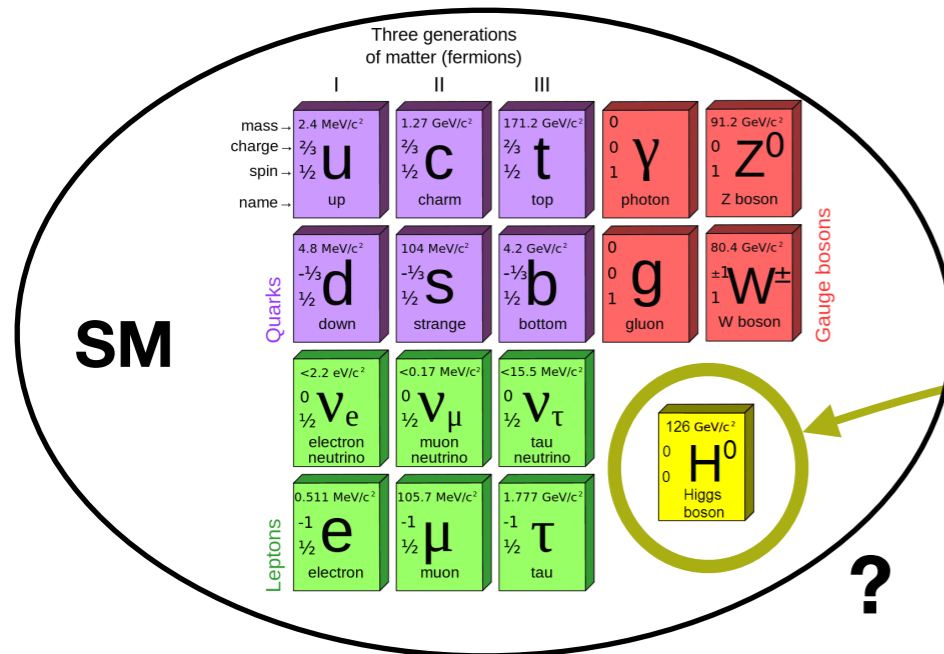 Three generations
of matter (fermions)
I II III
mass→
charge→
spin→
name→
2.4 MeV/c²
⅔
½
u
up
1.27 GeV/c²
⅔
½
c
charm
171.2 GeV/c²
⅔
½
t
top
0
0
1
γ
photon
91.2 GeV/c²
0
1
Z⁰
Z boson
Quarks
4.8 MeV/c²
-⅓
½
d
down
104 MeV/c²
-⅓
½
s
strange
4.2 GeV/c²
-⅓
½
b
bottom
0
0
1
g
gluon
80.4 GeV/c²
±1
1
W±
W boson
Gauge bosons
SM
<2.2 eV/c²
0
½
νe
electron
neutrino
<0.17 MeV/c²
0
½
νμ
muon
neutrino
<15.5 MeV/c²
0
½
ντ
tau
neutrino
126 GeV/c²
0
0
H⁰
Higgs
boson
Leptons
0.511 MeV/c²
-1
½
e
electron
105.7 MeV/c²
-1
½
μ
muon
1.777 GeV/c²
-1
½
τ
tau
?